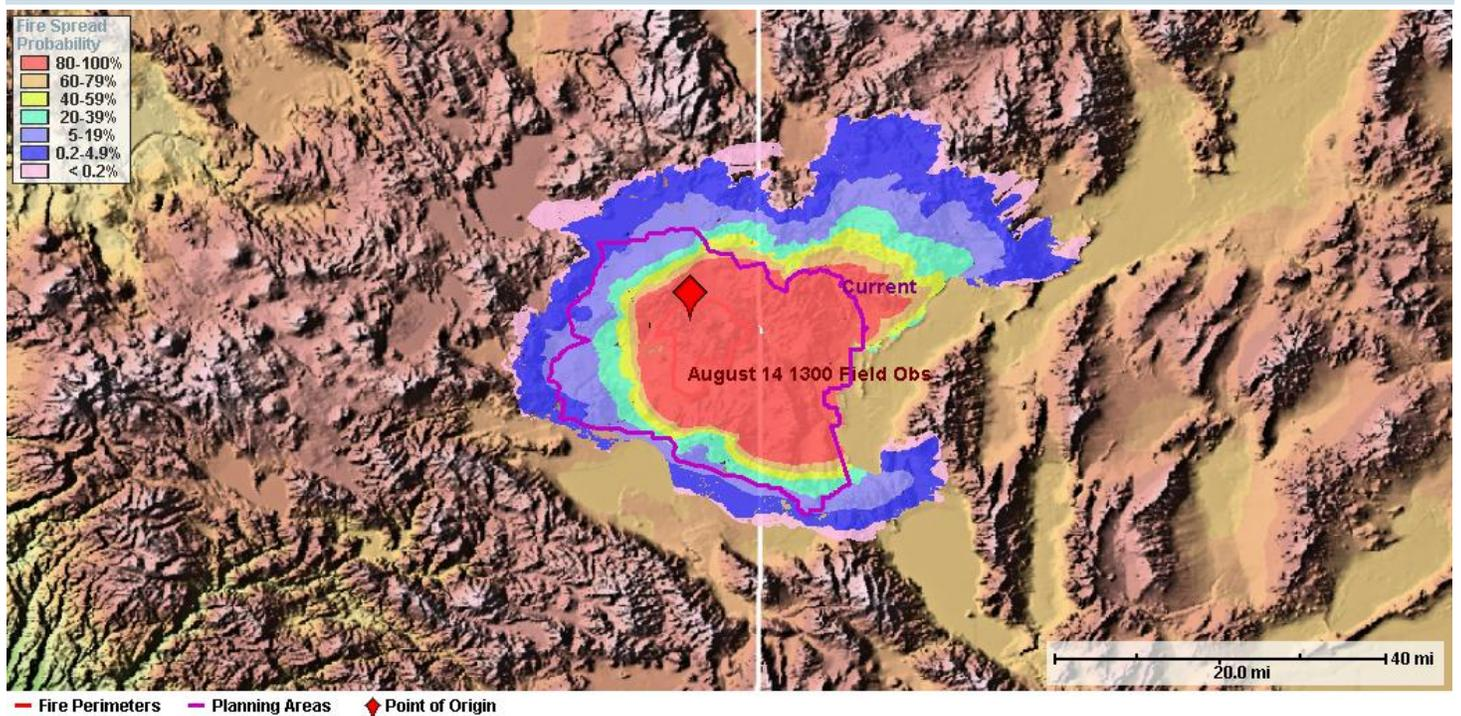 Fire Spread
Probability
80-100%
60-79%
40-59%
20-39%
5-19%
0.2-4.9%
< 0.2%
Current
August 14 1300 Field Obs
40 mi
20.0 mi
Fire Perimeters Planning Areas Point of Origin